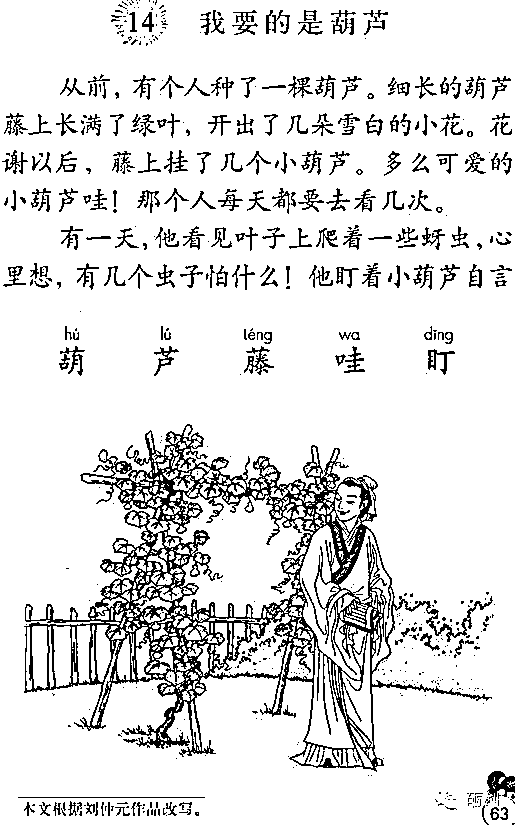 14 我要的是葫芦
从前，有个人种了一棵葫芦。细长的葫芦
藤上长满了绿叶，开出了几朵雪白的小花。花
谢以后，藤上挂了几个小葫芦。多么可爱的
小葫芦哇！那个人每天都要去看几次。
有一天，他看见叶子上爬着一些蚜虫，心
里想，有几个虫子怕什么！他盯着小葫芦自言
hú lú téng wa dīng
葫 芦 藤 哇 盯
本文根据刘仲元作品改写。
63